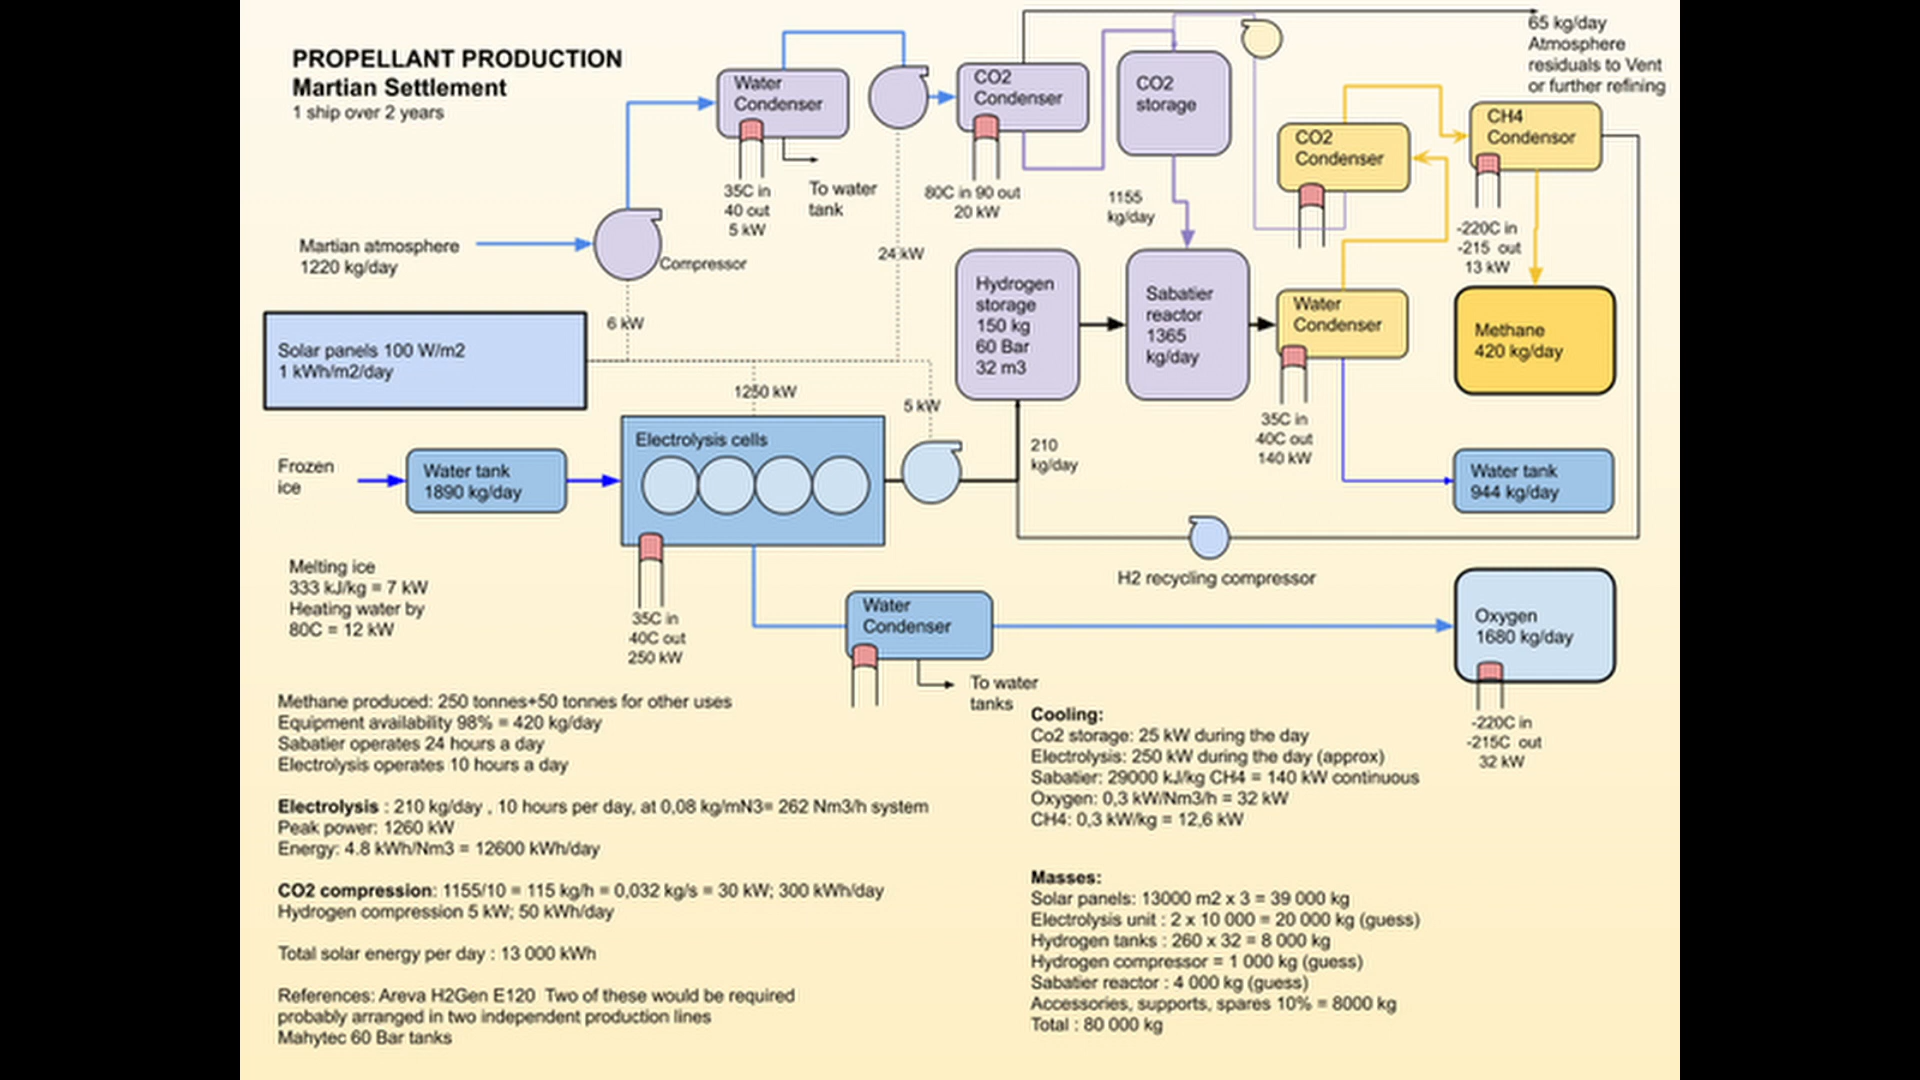 PROPELLANT PRODUCTION
Martian Settlement
1 ship over 2 years
Water
Condenser
35C in
40 out
5 kW
To water
tank
CO2
Condenser
80C in 90 out
20 kW
CO2
storage
1155
kg/day
65 kg/day
Atmosphere
residuals to Vent
or further refining
CO2
Condenser
CH4
Condensor
-220C in
-215 out
13 kW
Martian atmosphere
1220 kg/day
Compressor
24 kW
6 kW
Solar panels 100 W/m2
1 kWh/m2/day
1250 kW
5 kW
Hydrogen
storage
150 kg
60 Bar
32 m3
Sabatier
reactor
1365
kg/day
Water
Condenser
35C in
40C out
140 kW
Methane
420 kg/day
Frozen
ice
Water tank
1890 kg/day
Electrolysis cells
210
kg/day
Water tank
944 kg/day
H2 recycling compressor
Melting ice
333 kJ/kg = 7 kW
Heating water by
80C = 12 kW
35C in
40C out
250 kW
Water
Condenser
To water
tanks
Oxygen
1680 kg/day
-220C in
-215C out
32 kW
Methane produced: 250 tonnes+50 tonnes for other uses
Equipment availability 98% = 420 kg/day
Sabatier operates 24 hours a day
Electrolysis operates 10 hours a day
Electrolysis : 210 kg/day , 10 hours per day, at 0,08 kg/mN3= 262 Nm3/h system
Peak power: 1260 kW
Energy: 4.8 kWh/Nm3 = 12600 kWh/day
CO2 compression: 1155/10 = 115 kg/h = 0,032 kg/s = 30 kW; 300 kWh/day
Hydrogen compression 5 kW; 50 kWh/day
Total solar energy per day : 13 000 kWh
References: Areva H2Gen E120 Two of these would be required
probably arranged in two independent production lines
Mahytec 60 Bar tanks
Cooling:
Co2 storage: 25 kW during the day
Electrolysis: 250 kW during the day (approx)
Sabatier: 29000 kJ/kg CH4 = 140 kW continuous
Oxygen: 0,3 kW/Nm3/h = 32 kW
CH4: 0,3 kW/kg = 12,6 kW
Masses:
Solar panels: 13000 m2 x 3 = 39 000 kg
Electrolysis unit : 2 x 10 000 = 20 000 kg (guess)
Hydrogen tanks : 260 x 32 = 8 000 kg
Hydrogen compressor = 1 000 kg (guess)
Sabatier reactor : 4 000 kg (guess)
Accessories, supports, spares 10% = 8000 kg
Total : 80 000 kg